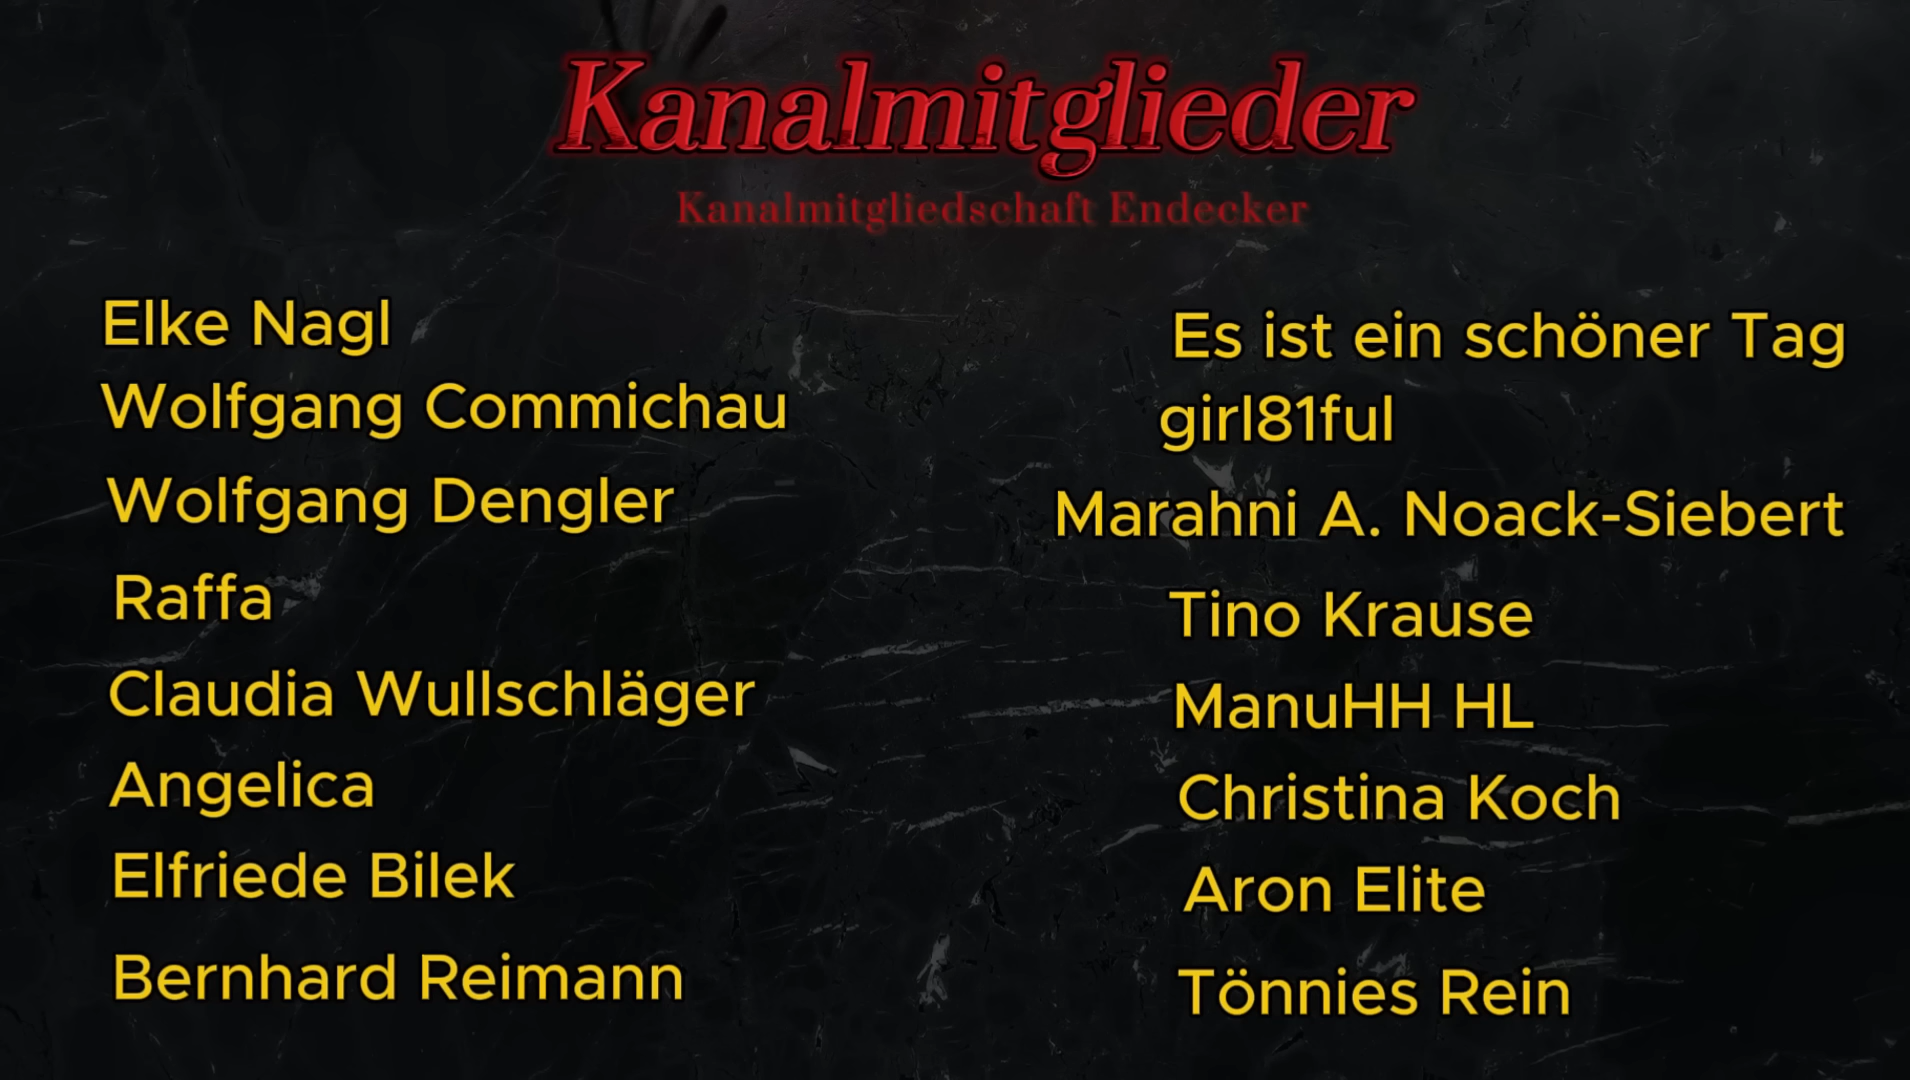 Kanalmitglieder
Kanalmitgliedschaft Endecker
Elke Nagl
Wolfgang Commichau
Wolfgang Dengler
Raffa
Claudia Wullschläger
Angelica
Elfriede Bilek
Bernhard Reimann
Es ist ein schöner Tag
girl81ful
Marahni A. Noack-Siebert
Tino Krause
ManuHH HL
Christina Koch
Aron Elite
Tönnies Rein